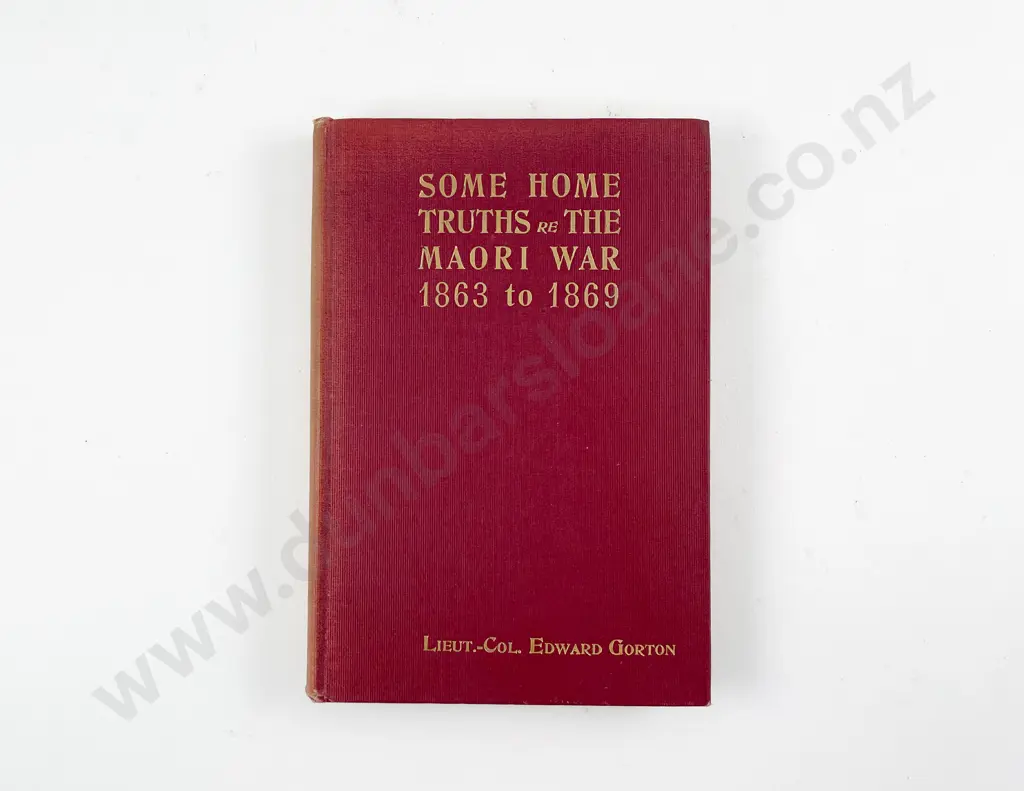 SOME HOME
TRUTHS RE THE
MAORI WAR
1863 to 1869
LIEUT.-COL. EDWARD GORTON
www.dunbarsloane.co.nz